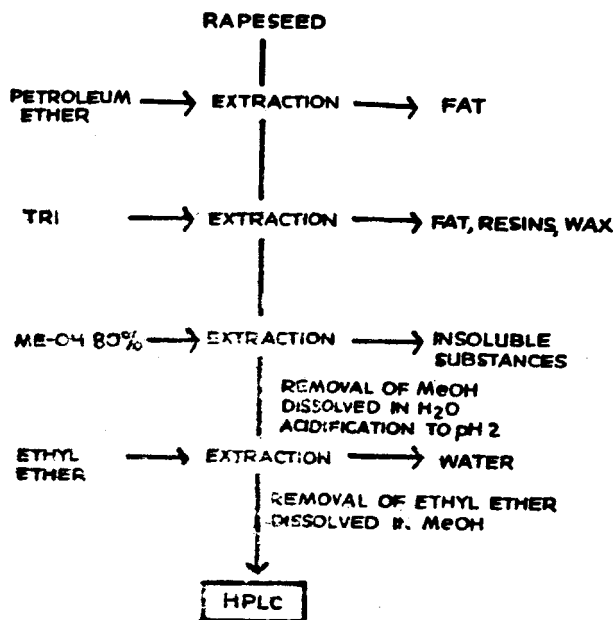 RAPESEED
PETROLEUM
ETHER
EXTRACTION
FAT
TRI
EXTRACTION
FAT, RESINS, WAX
ME-OH 80%
EXTRACTION
INSOLUBLE
SUBSTANCES
REMOVAL OF MeOH
DISSOLVED IN H₂O
ACIDIFICATION TO pH 2
ETHYL
ETHER
EXTRACTION
WATER
REMOVAL OF ETHYL ETHER
DISSOLVED IN MeOH
HPLC